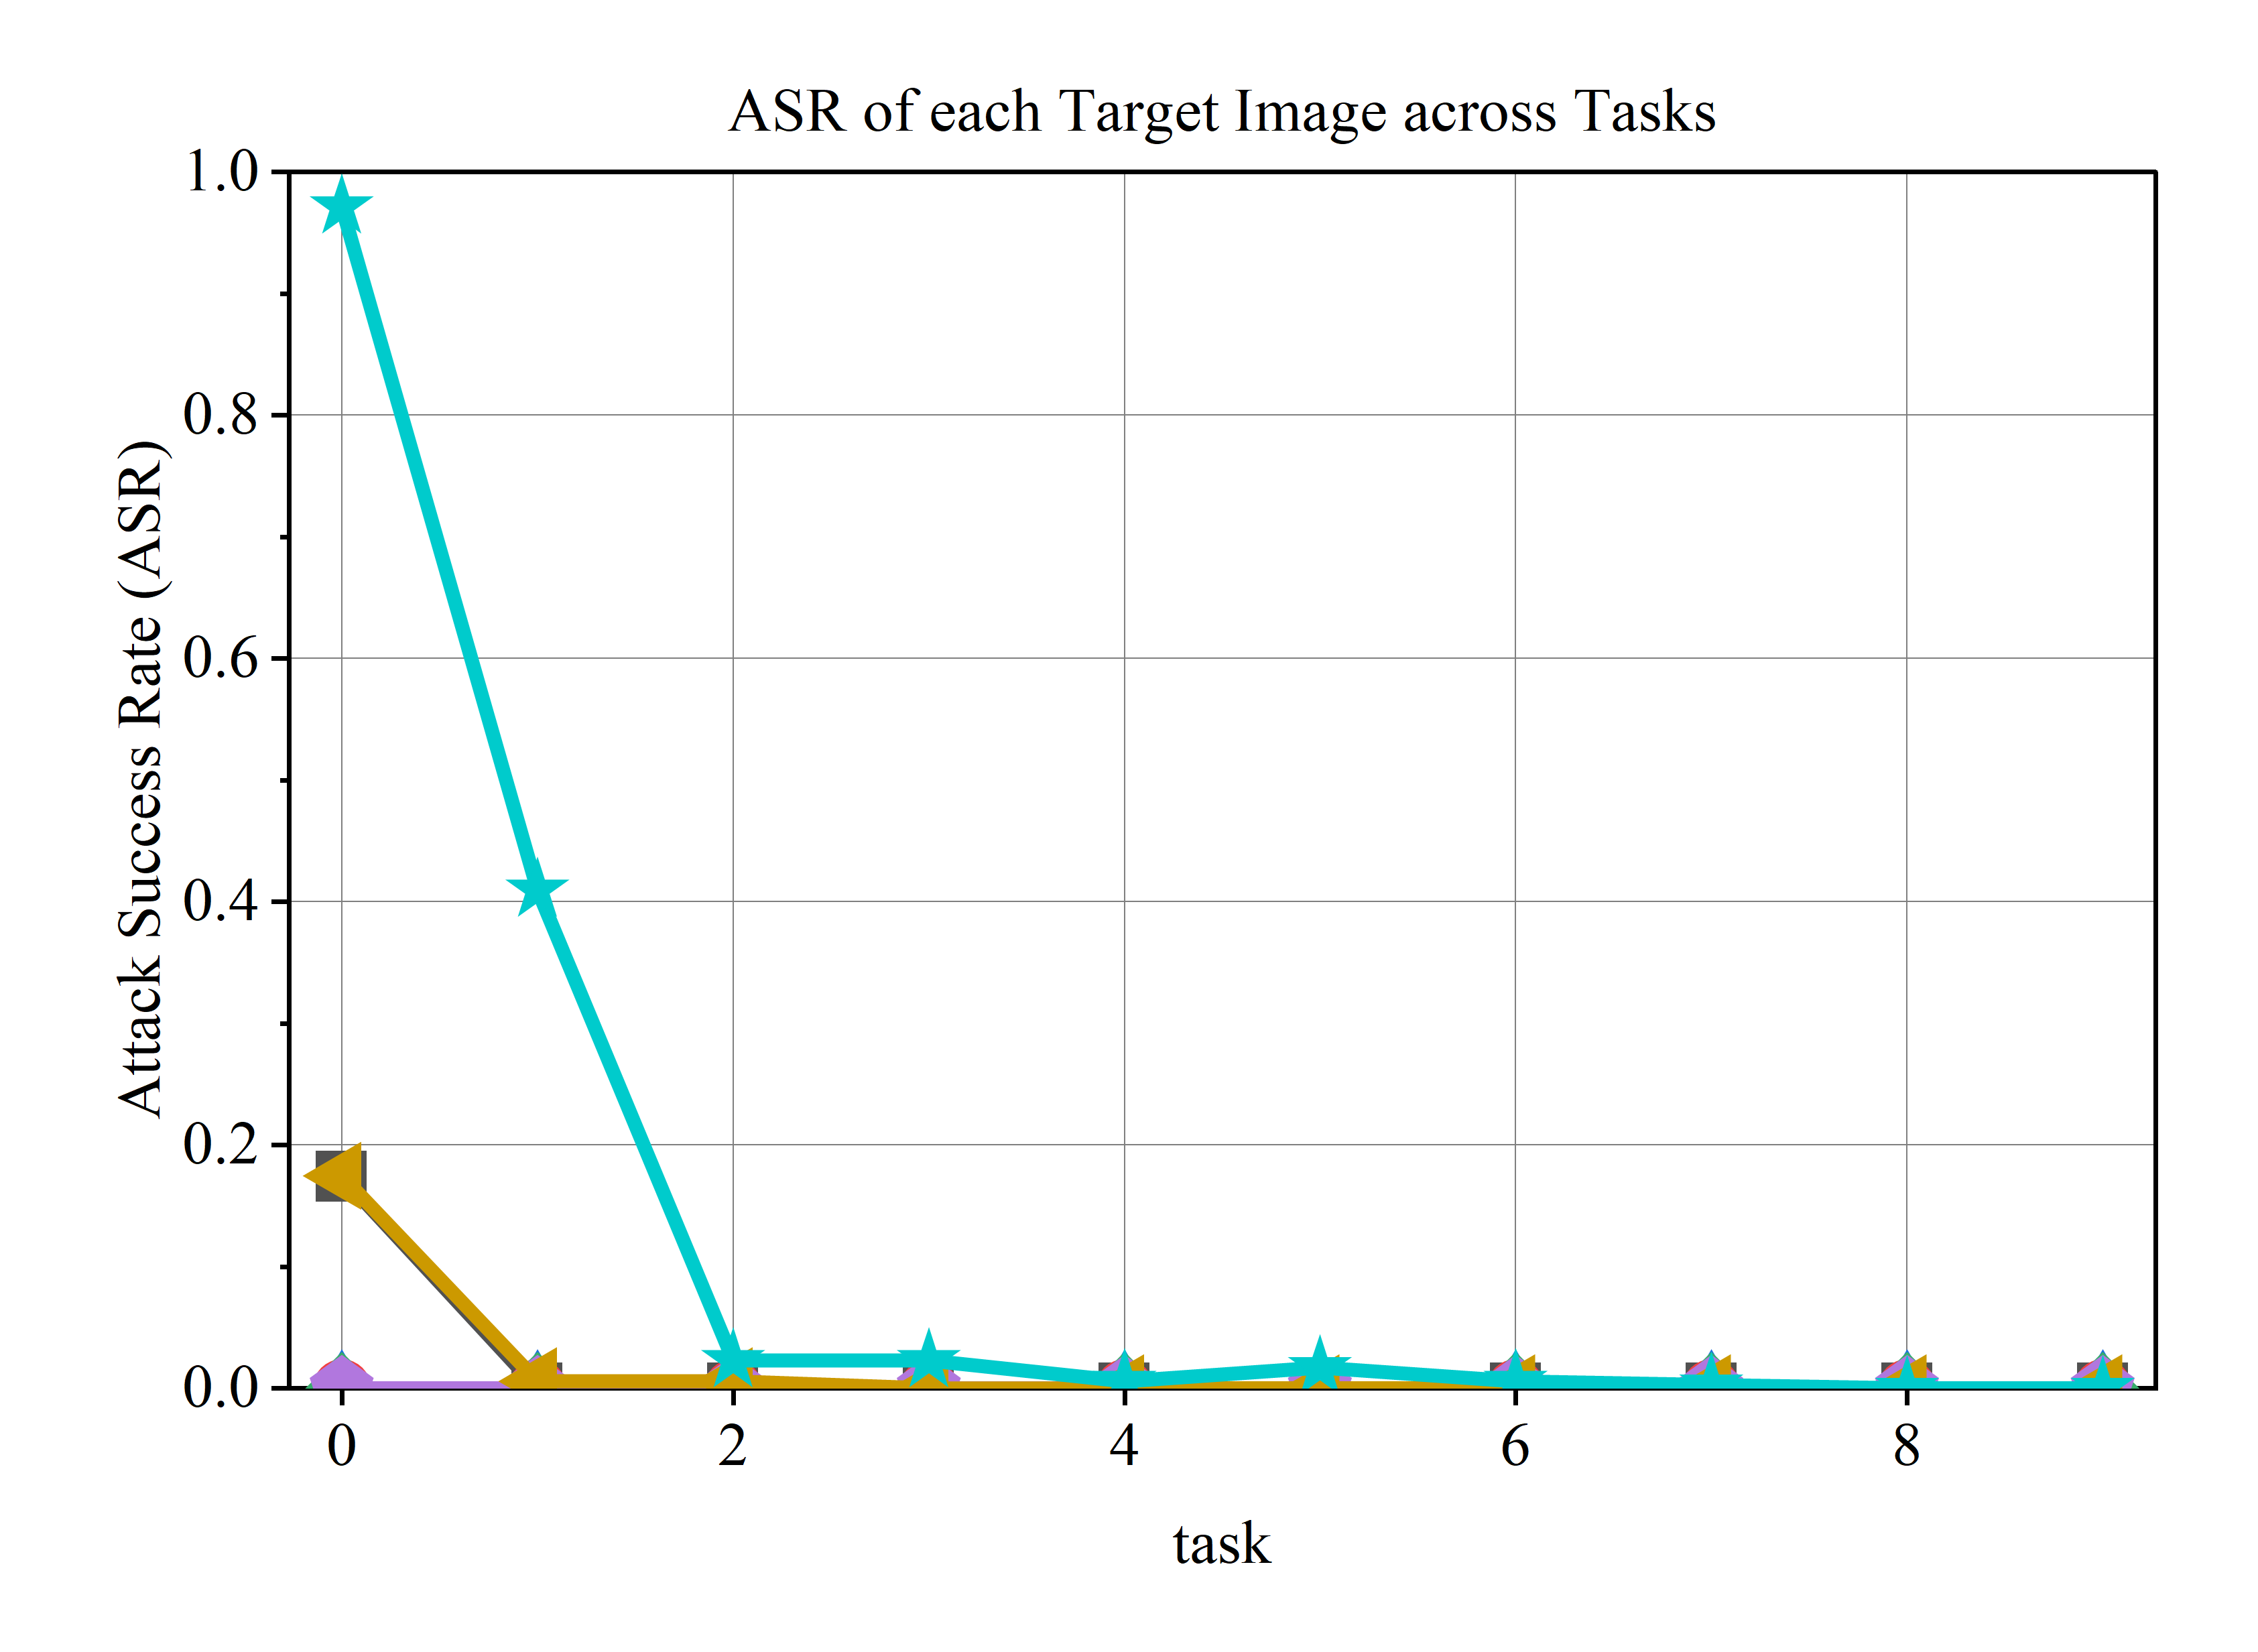 ASR of each Target Image across Tasks
1.0
0.8
0.6
0.4
0.2
0.0
Attack Success Rate (ASR)
0 2 4 6 8
task